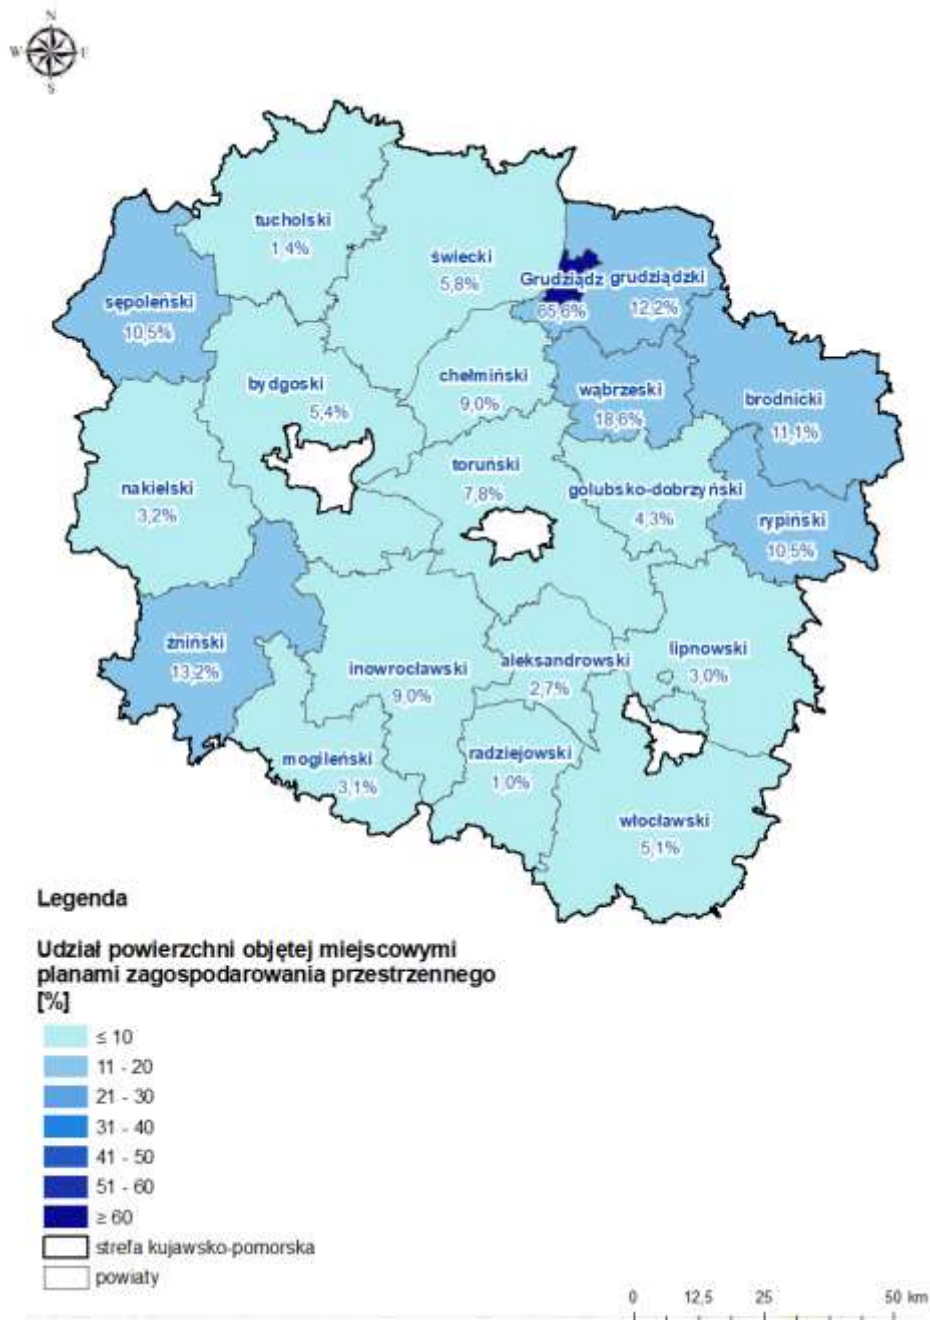 N
W E
S
tucholski
1,4%
świecki
5,8%
Grudziądz
65,6%
grudziądzki
12,2%
sępoleński
10,5%
bydgoski
5,4%
chełmiński
9,0%
wąbrzeski
18,6%
brodnicki
11,1%
toruński
7,8%
nakielski
3,2%
golubsko-dobrzyński
4,3%
rypiński
10,5%
żniński
13,2%
inowrocławski
9,0%
aleksandrowski
2,7%
lipnowski
3,0%
mogileński
3,1%
radziejowski
1,0%
włocławski
5,1%
Legenda
Udział powierzchni objętej miejscowymi
planami zagospodarowania przestrzennego
[%]
≤ 10
11 - 20
21 - 30
31 - 40
41 - 50
51 - 60
≥ 60
strefa kujawsko-pomorska
powiaty
0 12,5 25 50 km